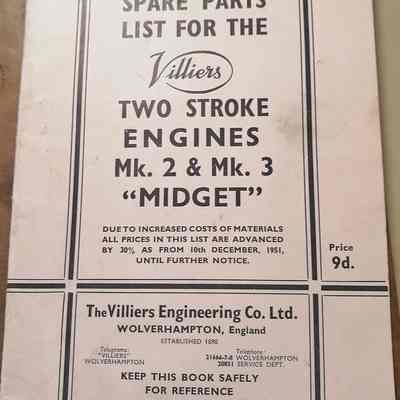 SPARE PARTS
LIST FOR THE
Villiers
TWO STROKE
ENGINES
Mk. 2 & Mk. 3
"MIDGET"
DUE TO INCREASED COSTS OF MATERIALS
ALL PRICES IN THIS LIST ARE ADVANCED
BY 30% AS FROM 10th DECEMBER, 1951,
UNTIL FURTHER NOTICE.
Price
9d.
The Villiers Engineering Co. Ltd.
WOLVERHAMPTON, England
ESTABLISHED 1898
Telegrams:
"VILLIERS"
WOLVERHAMPTON
Telephone:
21666-7-8 WOLVERHAMPTON
20851 SERVICE DEPT.
KEEP THIS BOOK SAFELY
FOR REFERENCE